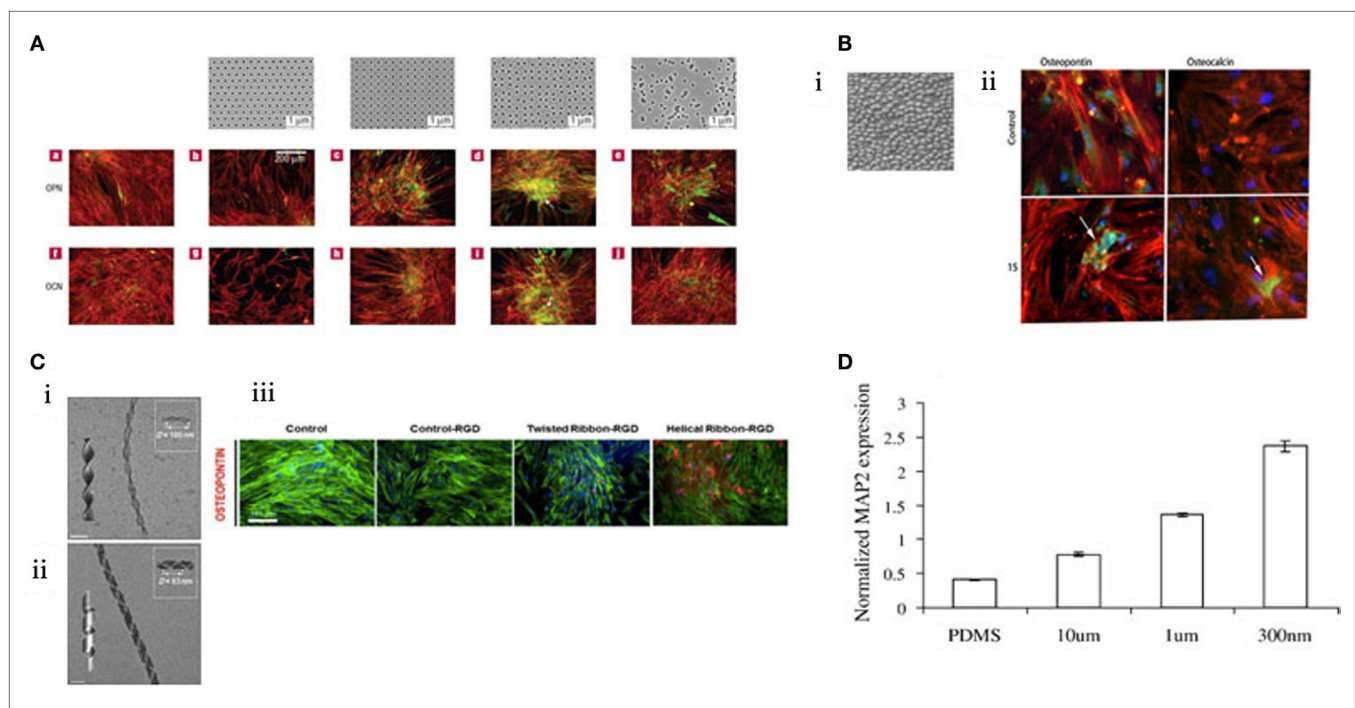 A
1 µm
1 µm
1 µm
1 µm
a
b
200 µm
c
d
e
OPN
f
g
h
i
j
OCN
B
i
ii
Osteopontin
Osteocalcin
Control
15
C
i
ii
iii
Control
Control-RGD
Twisted Ribbon-RGD
Helical Ribbon-RGD
OSTEOPONTIN
D
Normalized MAP2 expression
3
2.5
2
1.5
1
0.5
0
PDMS
10um
1um
300nm